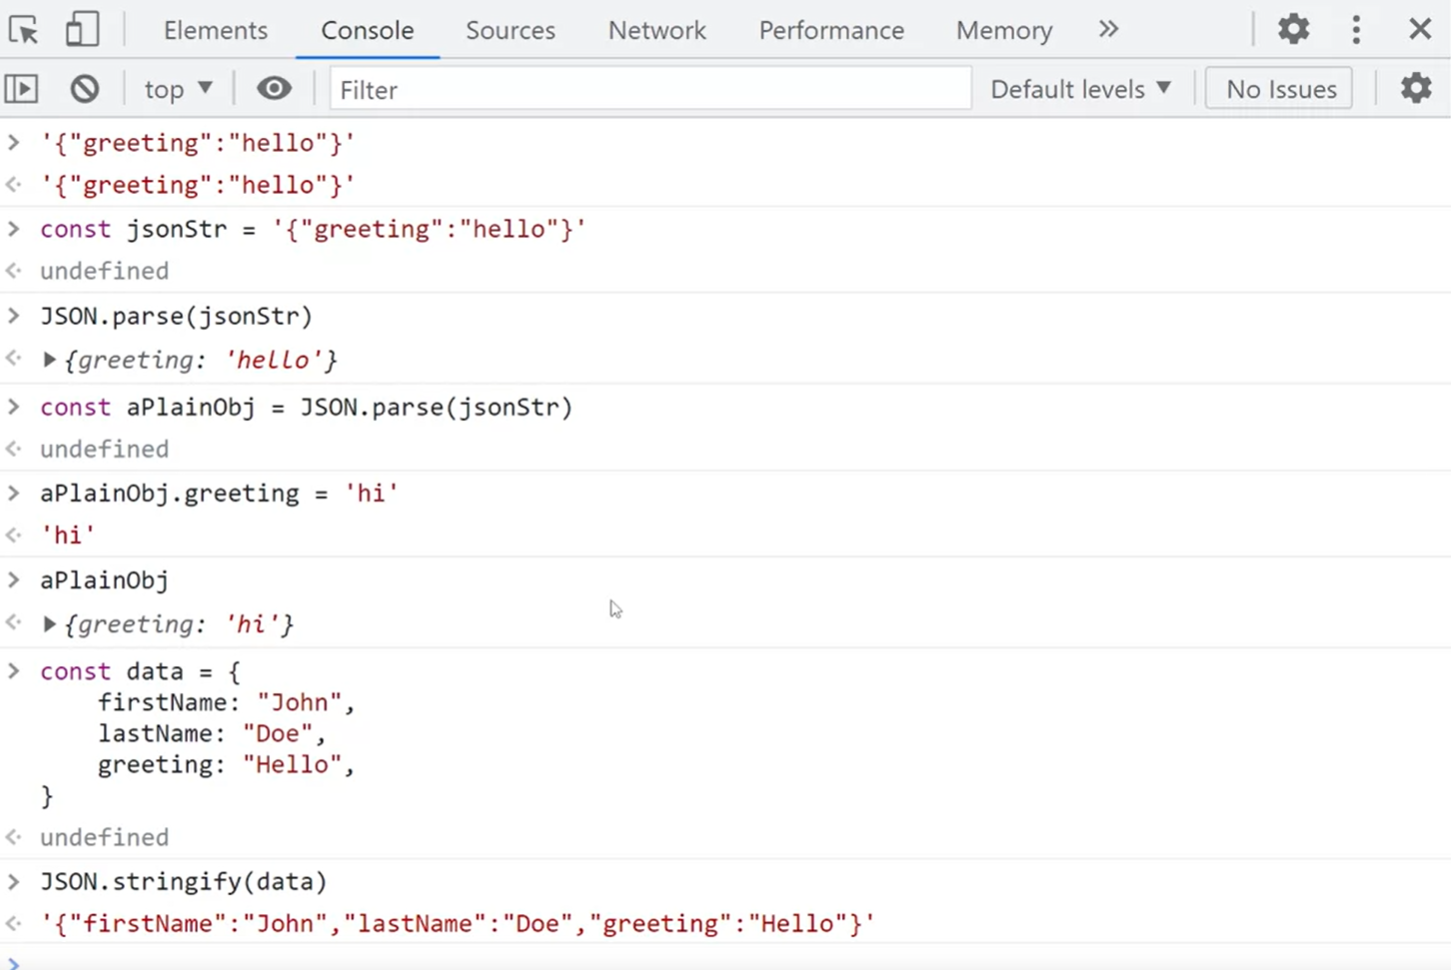 Elements Console Sources Network Performance Memory
top Filter Default levels No Issues
'{"greeting":"hello"}'
'{"greeting":"hello"}'
const jsonStr = '{"greeting":"hello"}'
undefined
JSON.parse(jsonStr)
{greeting: 'hello'}
const aPlainObj = JSON.parse(jsonStr)
undefined
aPlainObj.greeting = 'hi'
'hi'
aPlainObj
{greeting: 'hi'}
const data = {
firstName: "John",
lastName: "Doe",
greeting: "Hello",
}
undefined
JSON.stringify(data)
'{"firstName":"John","lastName":"Doe","greeting":"Hello"}'